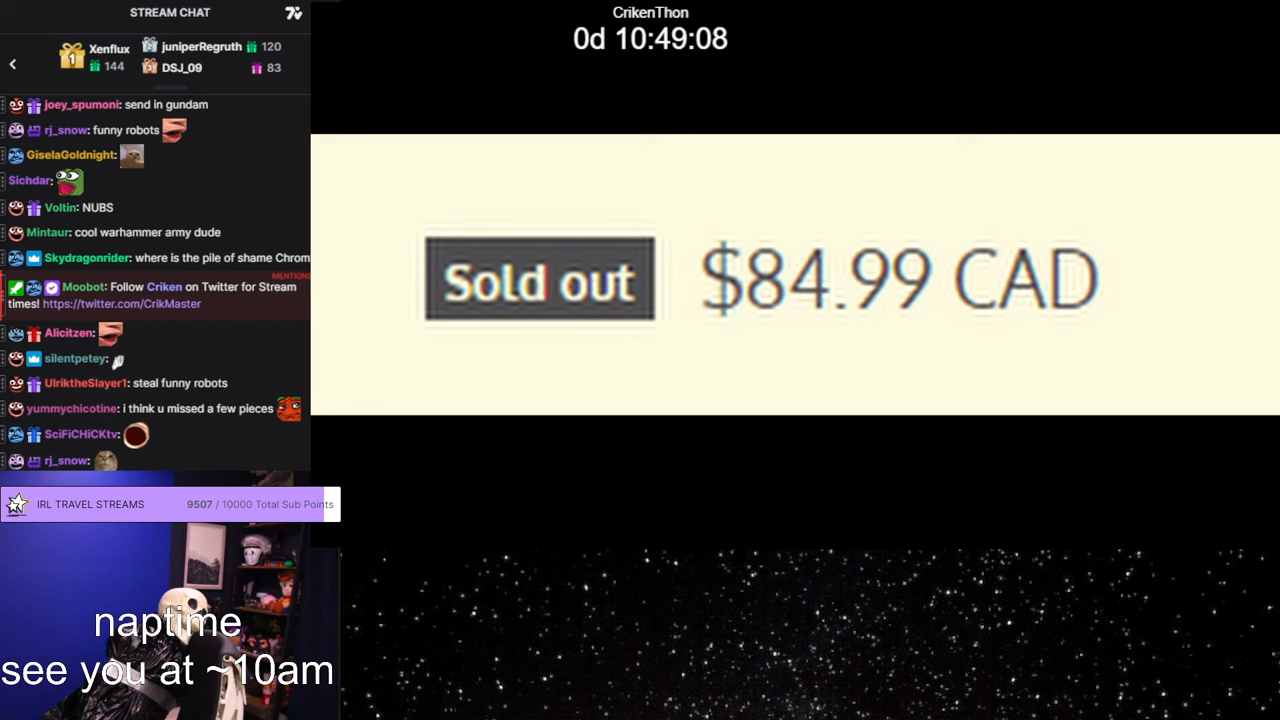 STREAM CHAT
Xenflux
144
juniperRegruth 120
DSJ_09 83
joey_spumoni: send in gundam
rj_snow: funny robots
GiselaGoldnight:
Sichdar:
Voltin: NUBS
Mintaur: cool warhammer army dude
Skydragonrider: where is the pile of shame Chrom
MENTIONS
Moobot: Follow Criken on Twitter for Stream
times! https://twitter.com/CrikMaster
Alicitzen:
silentpetey:
UlriktheSlayer1: steal funny robots
yummychicotine: i think u missed a few pieces
SciFiCHiCKtv:
rj_snow:
IRL TRAVEL STREAMS 9507 / 10000 Total Sub Points
naptime
see you at ~10am
CrikenThon
0d 10:49:08
Sold out $84.99 CAD